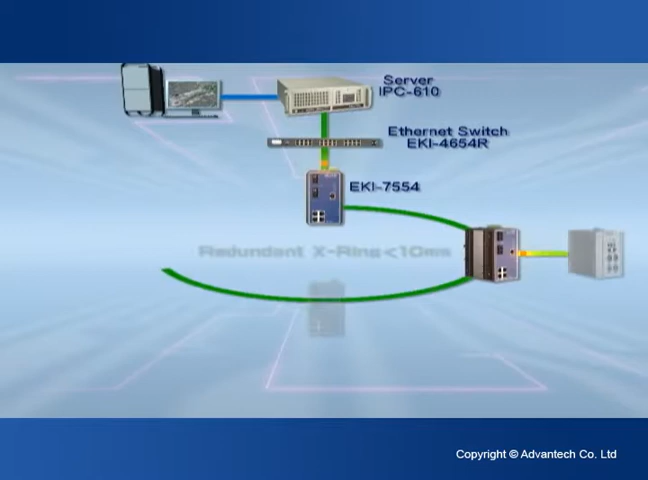 Server
IPC-610
Ethernet Switch
EKI-4654R
EKI-7554
Redundant X-Ring<10ms
Copyright © Advantech Co. Ltd